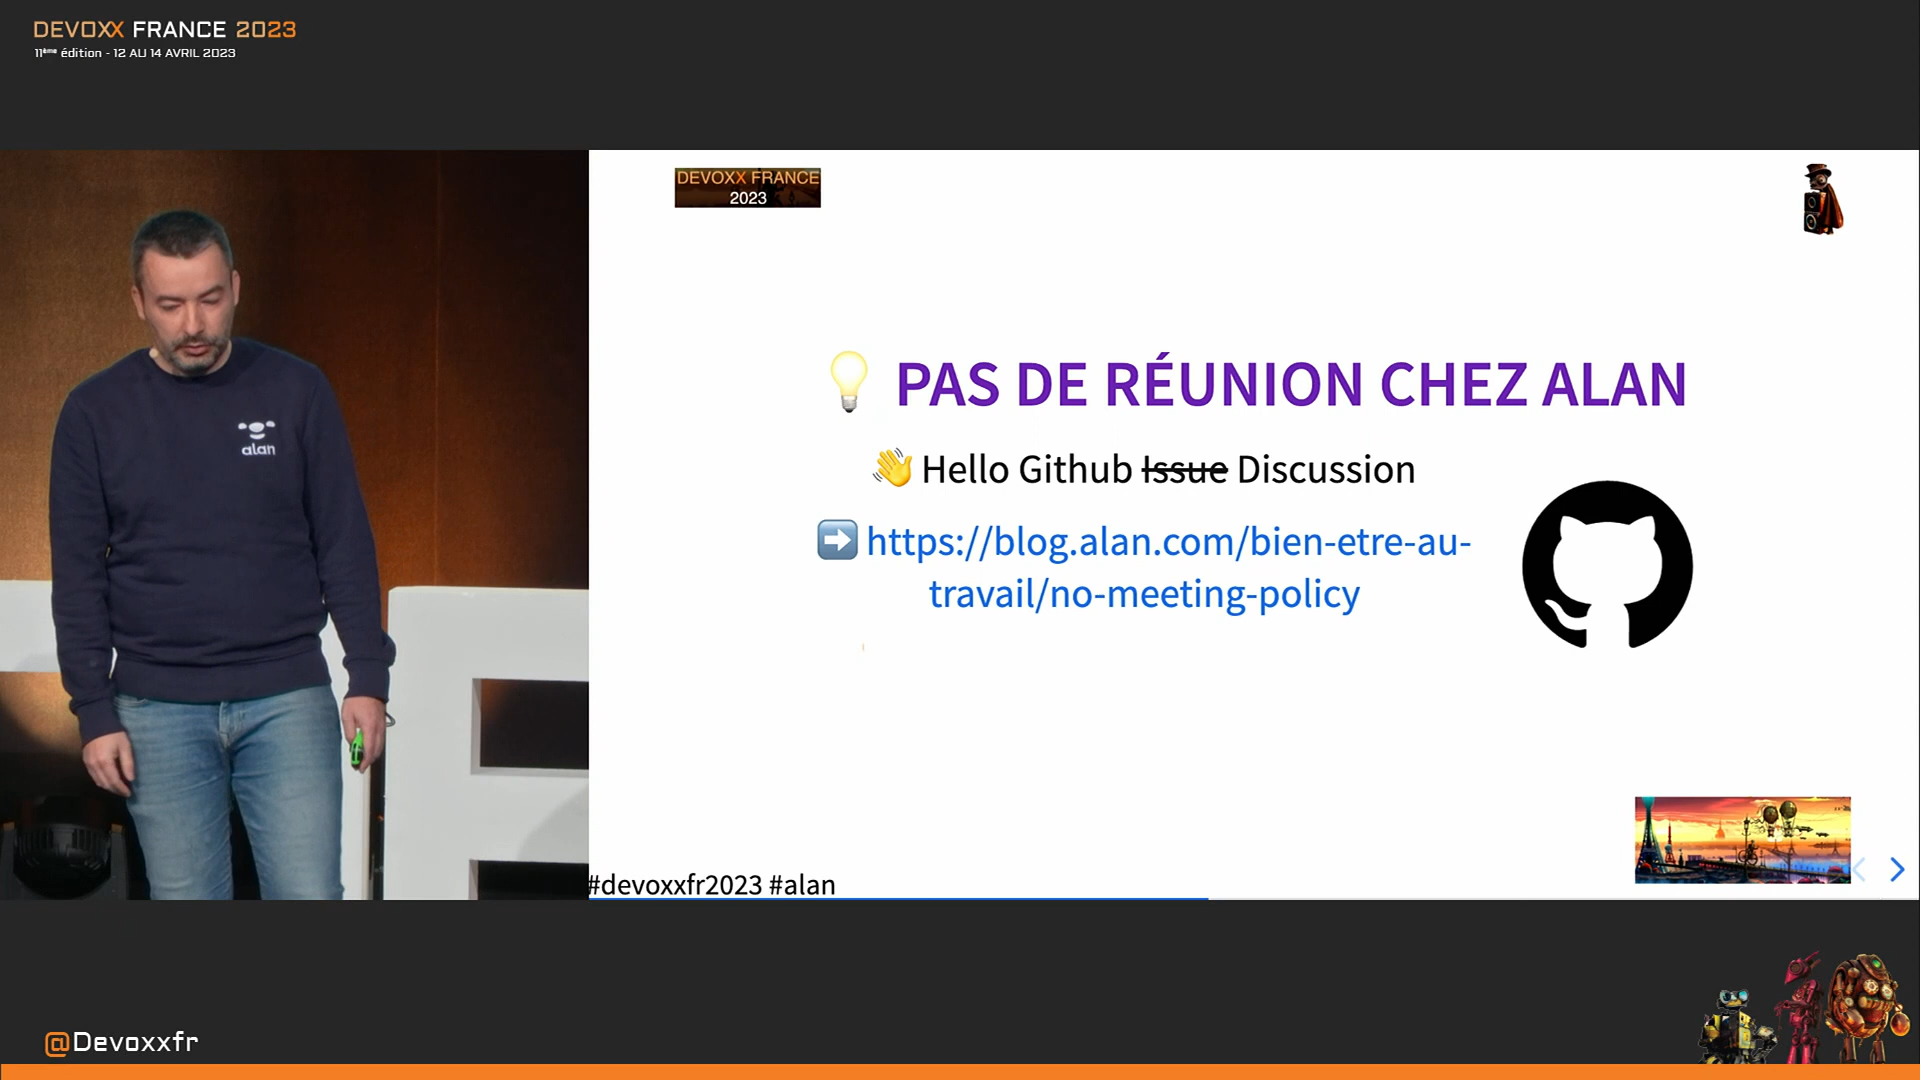 DEVOXX FRANCE 2023
11ème édition - 12 AU 14 AVRIL 2023
DEVOXX FRANCE
2023
PAS DE RÉUNION CHEZ ALAN
Hello Github Issue Discussion
https://blog.alan.com/bien-etre-au-
travail/no-meeting-policy
alan
#devoxxfr2023 #alan
@Devoxxfr